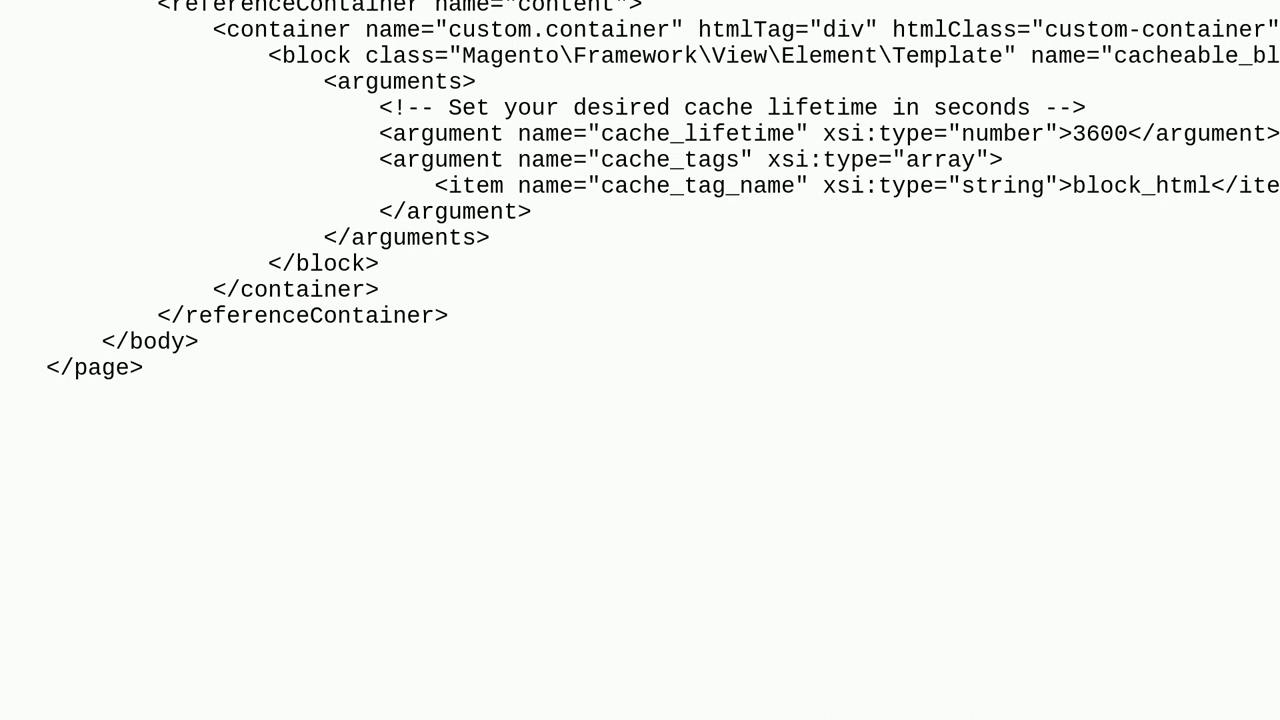 <referenceContainer name="content">
<container name="custom.container" htmlTag="div" htmlClass="custom-container"
<block class="Magento\Framework\View\Element\Template" name="cacheable_bl
<arguments>
<!-- Set your desired cache lifetime in seconds -->
<argument name="cache_lifetime" xsi:type="number">3600</argument>
<argument name="cache_tags" xsi:type="array">
<item name="cache_tag_name" xsi:type="string">block_html</ite
</argument>
</arguments>
</block>
</container>
</referenceContainer>
</body>
</page>